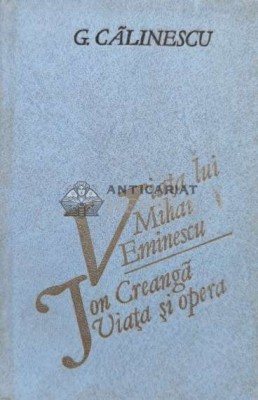 G. CĂLINESCU
ANTICARIAT
Viața lui
Mihai
Eminescu
Ion Creangă
Viața și opera